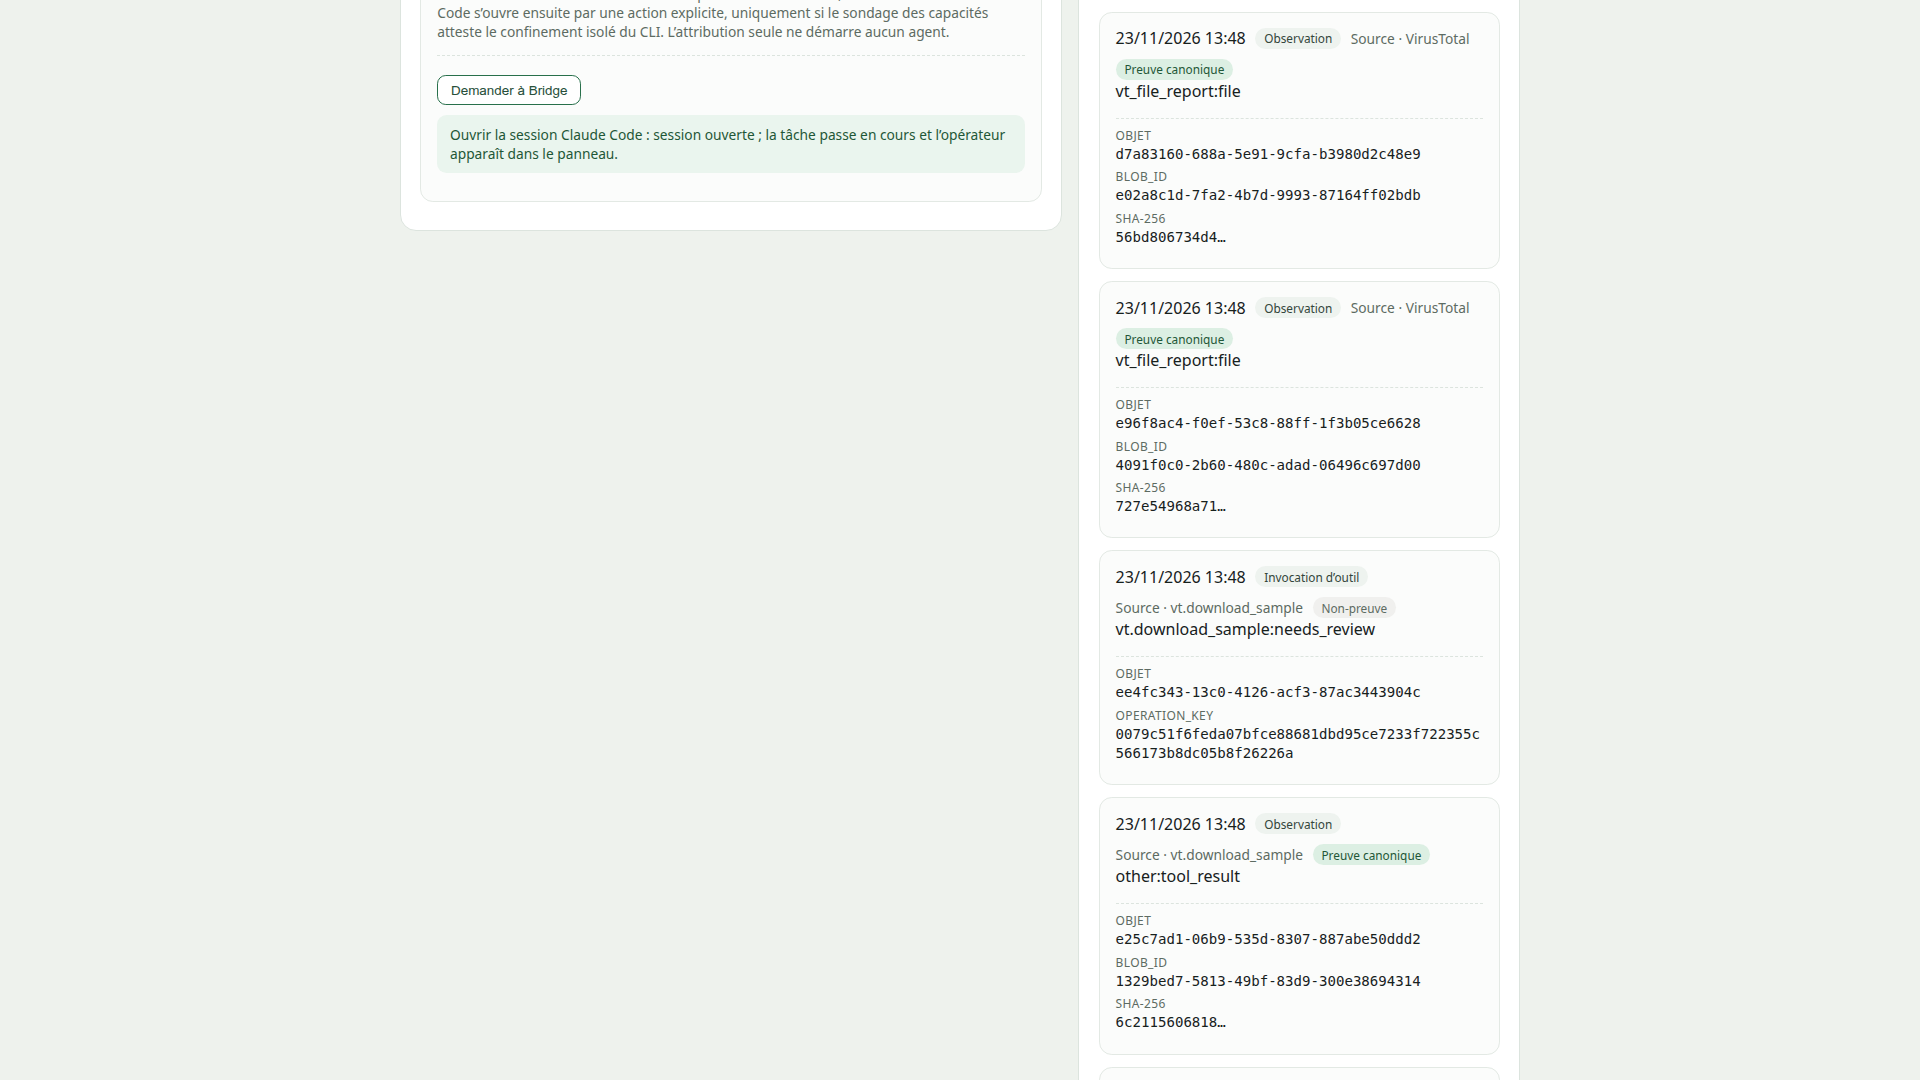 Code s’ouvre ensuite par une action explicite, uniquement si le sondage des capacités
atteste le confinement isolé du CLI. L’attribution seule ne démarre aucun agent.
Demander à Bridge
Ouvrir la session Claude Code : session ouverte ; la tâche passe en cours et l’opérateur
apparaît dans le panneau.
23/11/2026 13:48 Observation Source · VirusTotal
Preuve canonique
vt_file_report:file
OBJET
d7a83160-688a-5e91-9cfa-b3980d2c48e9
BLOB_ID
e02a8c1d-7fa2-4b7d-9993-87164ff02bdb
SHA-256
56bd806734d4…
23/11/2026 13:48 Observation Source · VirusTotal
Preuve canonique
vt_file_report:file
OBJET
e96f8ac4-f0ef-53c8-88ff-1f3b05ce6628
BLOB_ID
4091f0c0-2b60-480c-adad-06496c697d00
SHA-256
727e54968a71…
23/11/2026 13:48 Invocation d’outil
Source · vt.download_sample Non-preuve
vt.download_sample:needs_review
OBJET
ee4fc343-13c0-4126-acf3-87ac3443904c
OPERATION_KEY
0079c51f6feda07bfce88681dbd95ce7233f722355c
566173b8dc05b8f26226a
23/11/2026 13:48 Observation
Source · vt.download_sample Preuve canonique
other:tool_result
OBJET
e25c7ad1-06b9-535d-8307-887abe50ddd2
BLOB_ID
1329bed7-5813-49bf-83d9-300e38694314
SHA-256
6c2115606818…